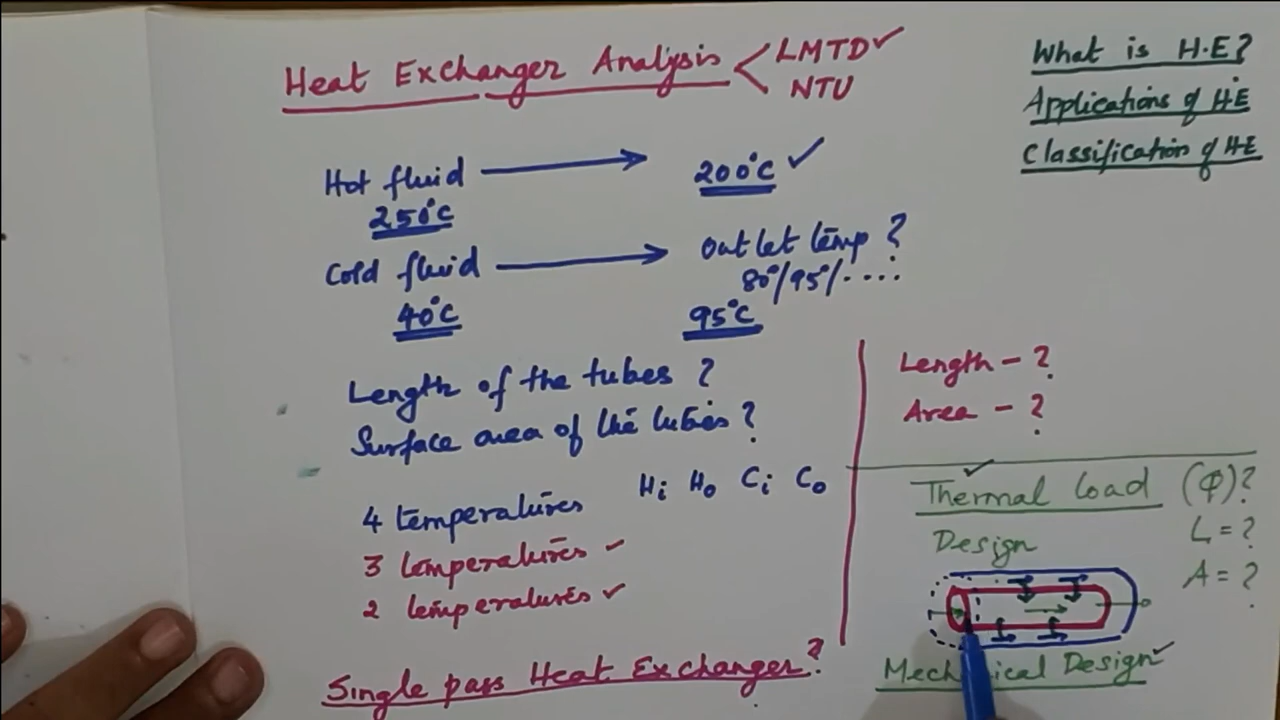 Heat Exchanger Analysis < LMTD ✓
NTU
What is H.E?
Applications of H.E
Classification of H.E
Hot fluid → 200°C ✓
250°C
Cold fluid → Outlet temp ?
80°/95°/....
40°C 95°C
Length of the tubes ?
Surface area of the tubes ?
4 temperatures Hi Ho Ci Co
3 temperatures ✓
2 temperatures ✓
Single pass Heat Exchanger ?
Length - ?
Area - ?
Thermal load (φ)?
Design L = ?
A = ?
Mechanical Design ✓